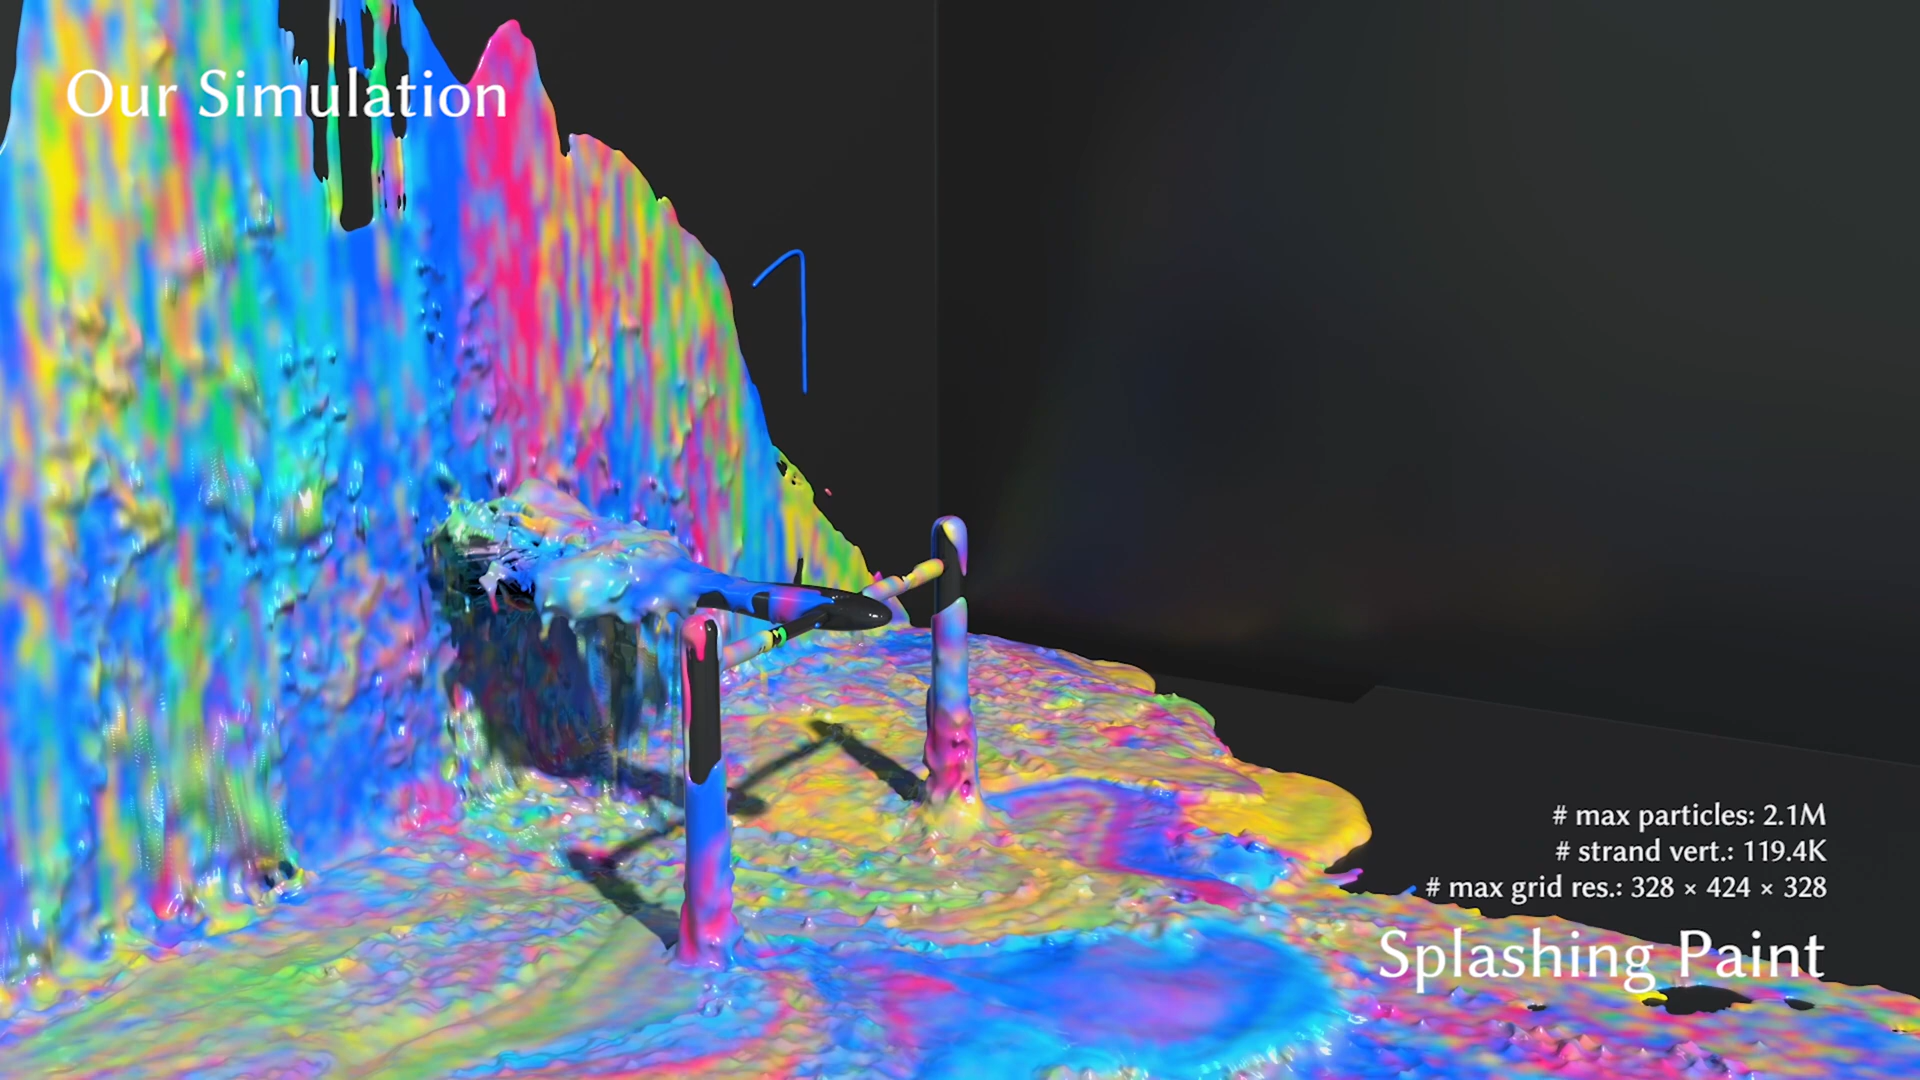 Our Simulation
# max particles: 2.1M
# strand vert.: 119.4K
# max grid res.: 328 × 424 × 328
Splashing Paint